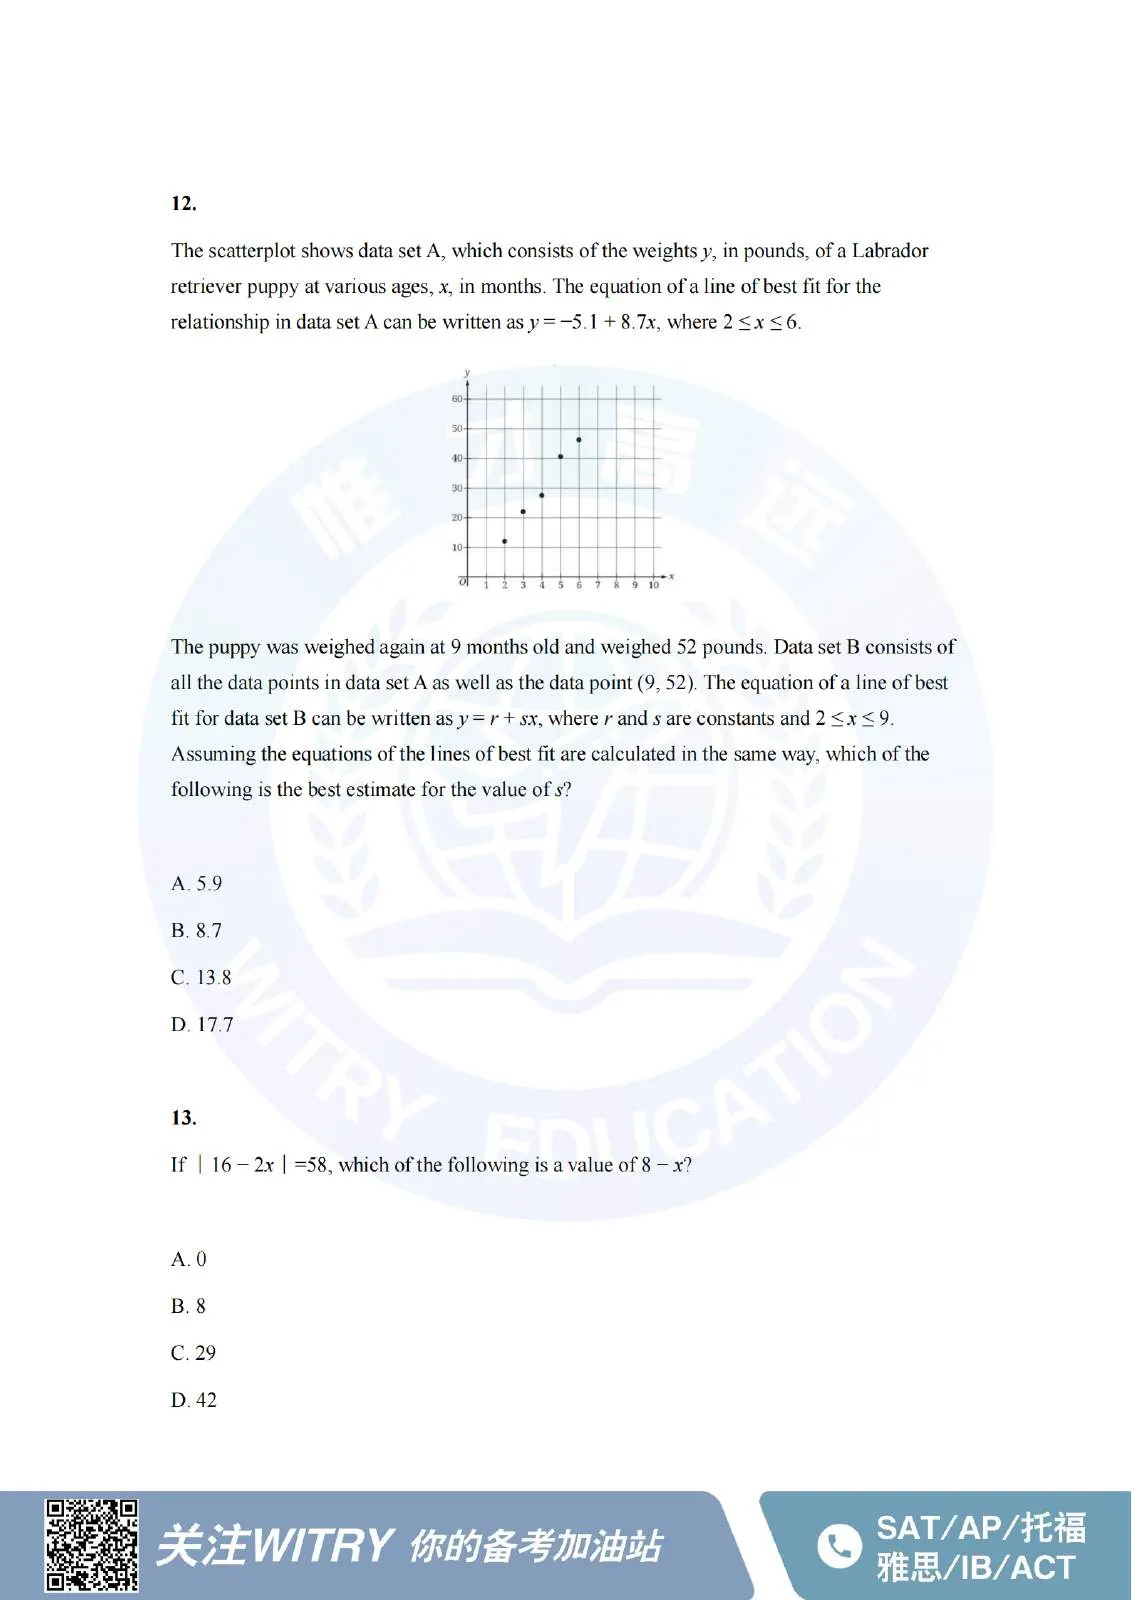 12.
The scatterplot shows data set A, which consists of the weights y, in pounds, of a Labrador
retriever puppy at various ages, x, in months. The equation of a line of best fit for the
relationship in data set A can be written as y = −5.1 + 8.7x, where 2 ≤ x ≤ 6.
y
60
50
40
30
20
10
O 1 2 3 4 5 6 7 8 9 10 x
The puppy was weighed again at 9 months old and weighed 52 pounds. Data set B consists of
all the data points in data set A as well as the data point (9, 52). The equation of a line of best
fit for data set B can be written as y = r + sx, where r and s are constants and 2 ≤ x ≤ 9.
Assuming the equations of the lines of best fit are calculated in the same way, which of the
following is the best estimate for the value of s?
A. 5.9
B. 8.7
C. 13.8
D. 17.7
13.
If | 16 − 2x | =58, which of the following is a value of 8 − x?
A. 0
B. 8
C. 29
D. 42
惟
高远
WITRY EDUCATION
关注WITRY 你的备考加油站
SAT/AP/托福
雅思/IB/ACT